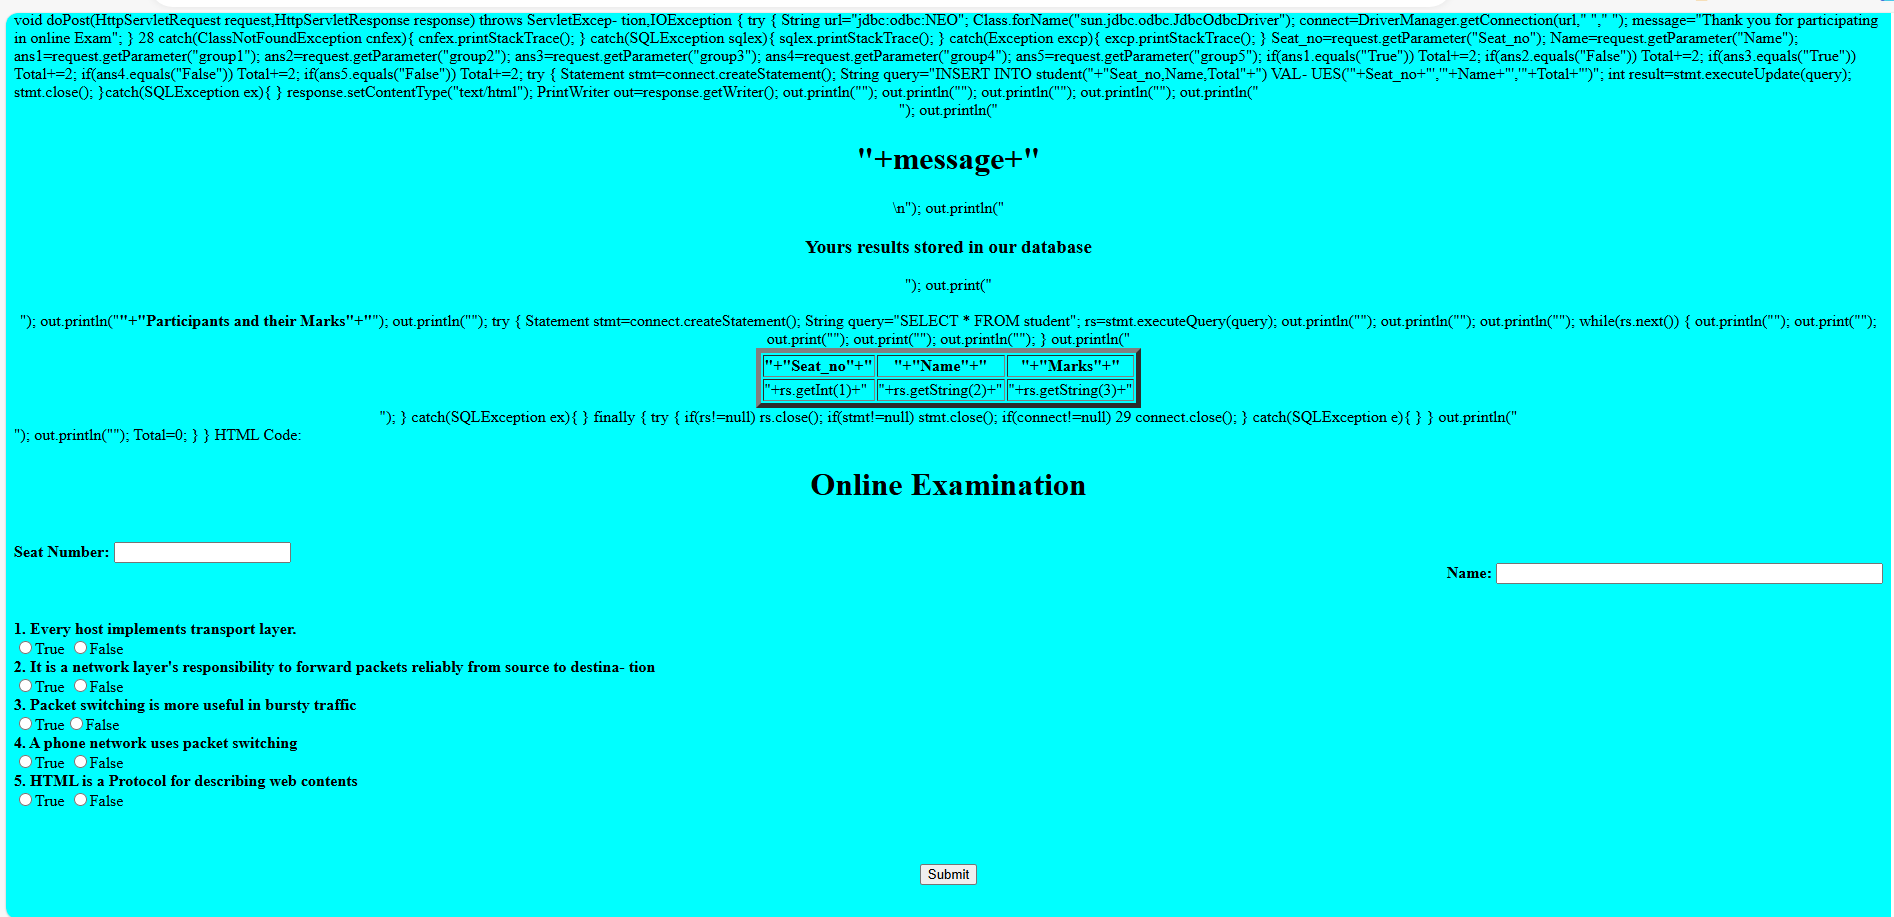 void doPost(HttpServletRequest request,HttpServletResponse response) throws ServletExcep- tion,IOException { try { String url="jdbc:odbc:NEO"; Class.forName("sun.jdbc.odbc.JdbcOdbcDriver"); connect=DriverManager.getConnection(url," "," "); message="Thank you for participating
in online Exam"; } 28 catch(ClassNotFoundException cnfex){ cnfex.printStackTrace(); } catch(SQLException sqlex){ sqlex.printStackTrace(); } catch(Exception excp){ excp.printStackTrace(); } Seat_no=request.getParameter("Seat_no"); Name=request.getParameter("Name");
ans1=request.getParameter("group1"); ans2=request.getParameter("group2"); ans3=request.getParameter("group3"); ans4=request.getParameter("group4"); ans5=request.getParameter("group5"); if(ans1.equals("True")) Total+=2; if(ans2.equals("False")) Total+=2; if(ans3.equals("True"))
Total+=2; if(ans4.equals("False")) Total+=2; if(ans5.equals("False")) Total+=2; try { Statement stmt=connect.createStatement(); String query="INSERT INTO student("+"Seat_no,Name,Total"+") VAL- UES('"+Seat_no+"','"+Name+"','"+Total+"')"; int result=stmt.executeUpdate(query);
stmt.close(); }catch(SQLException ex){ } response.setContentType("text/html"); PrintWriter out=response.getWriter(); out.println(""); out.println(""); out.println(""); out.println(""); out.println("
"); out.println("
"+message+"
\n"); out.println("
Yours results stored in our database
"); out.print("
"); out.println(""+"Participants and their Marks"+""); out.println(""); try { Statement stmt=connect.createStatement(); String query="SELECT * FROM student"; rs=stmt.executeQuery(query); out.println(""); out.println(""); out.println(""); while(rs.next()) { out.println(""); out.print("");
out.print(""); out.print(""); out.println(""); } out.println("
"+"Seat_no"+" "+"Name"+" "+"Marks"+"
"+rs.getInt(1)+" "+rs.getString(2)+" "+rs.getString(3)+"
"); } catch(SQLException ex){ } finally { try { if(rs!=null) rs.close(); if(stmt!=null) stmt.close(); if(connect!=null) 29 connect.close(); } catch(SQLException e){ } } out.println("
"); out.println(""); Total=0; } } HTML Code:
Online Examination
Seat Number:
Name:
1. Every host implements transport layer.
True False
2. It is a network layer's responsibility to forward packets reliably from source to destina- tion
True False
3. Packet switching is more useful in bursty traffic
True False
4. A phone network uses packet switching
True False
5. HTML is a Protocol for describing web contents
True False
Submit